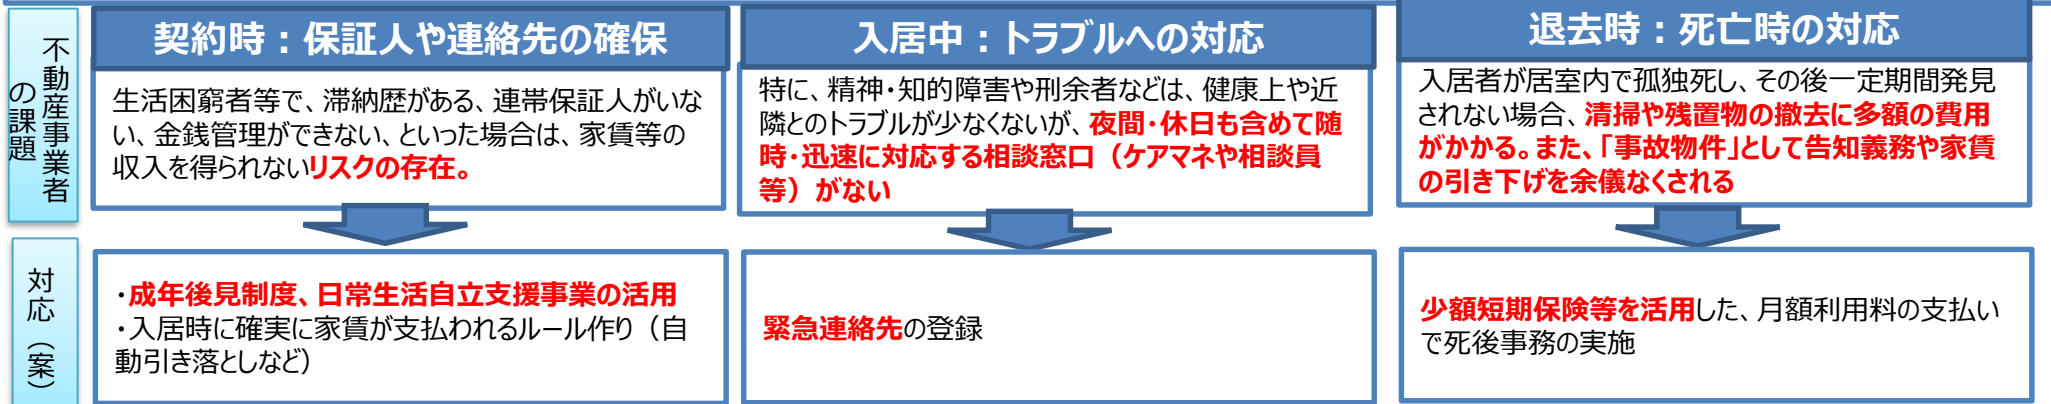 不動産事業者
の課題
契約時：保証人や連絡先の確保
生活困窮者等で、滞納歴がある、連帯保証人がいな
い、金銭管理ができない、といった場合は、家賃等の
収入を得られないリスクの存在。
入居中：トラブルへの対応
特に、精神・知的障害や刑余者などは、健康上や近
隣とのトラブルが少なくないが、夜間・休日も含めて随
時・迅速に対応する相談窓口（ケアマネや相談員
等）がない
退去時：死亡時の対応
入居者が居室内で孤独死し、その後一定期間発見
されない場合、清掃や残置物の撤去に多額の費用
がかかる。また、「事故物件」として告知義務や家賃
の引き下げを余儀なくされる
対応（案）
・成年後見制度、日常生活自立支援事業の活用
・入居時に確実に家賃が支払われるルール作り（自
動引き落としなど）
緊急連絡先の登録
少額短期保険等を活用した、月額利用料の支払い
で死後事務の実施